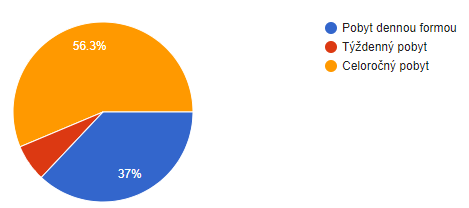 56.3%
37%
Pobyt dennou formou
Týždenný pobyt
Celoročný pobyt